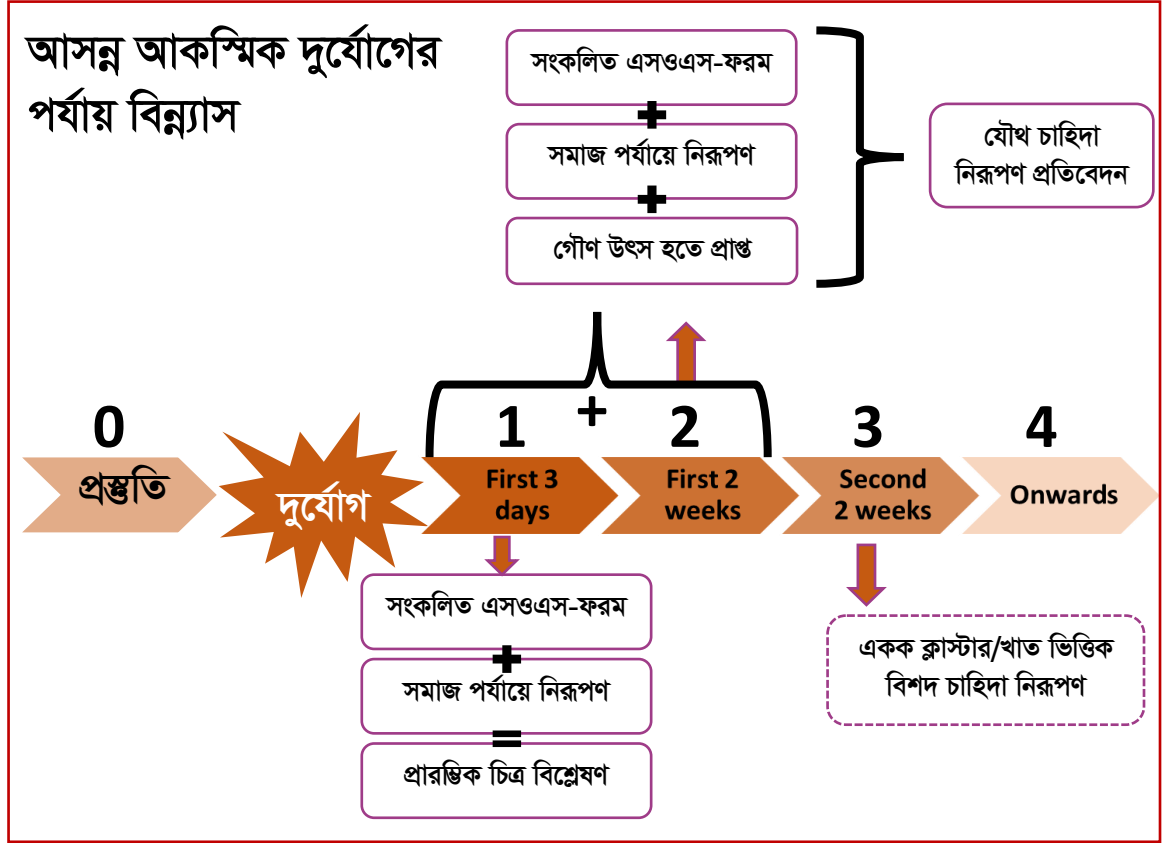 আসন্ন আকস্মিক দুর্যোগের
পর্যায় বিন্ন্যাস
সংকলিত এসওএস-ফরম
+
সমাজ পর্যায়ে নিরূপণ
+
গৌণ উৎস হতে প্রাপ্ত
যৌথ চাহিদা
নিরূপণ প্রতিবেদন
0
1
+
2
3
4
প্রস্তুতি
দুর্যোগ
First 3
days
First 2
weeks
Second
2 weeks
Onwards
সংকলিত এসওএস-ফরম
+
সমাজ পর্যায়ে নিরূপণ
=
প্রারম্ভিক চিত্র বিশ্লেষণ
একক ক্লাস্টার/খাত ভিত্তিক
বিশদ চাহিদা নিরূপণ